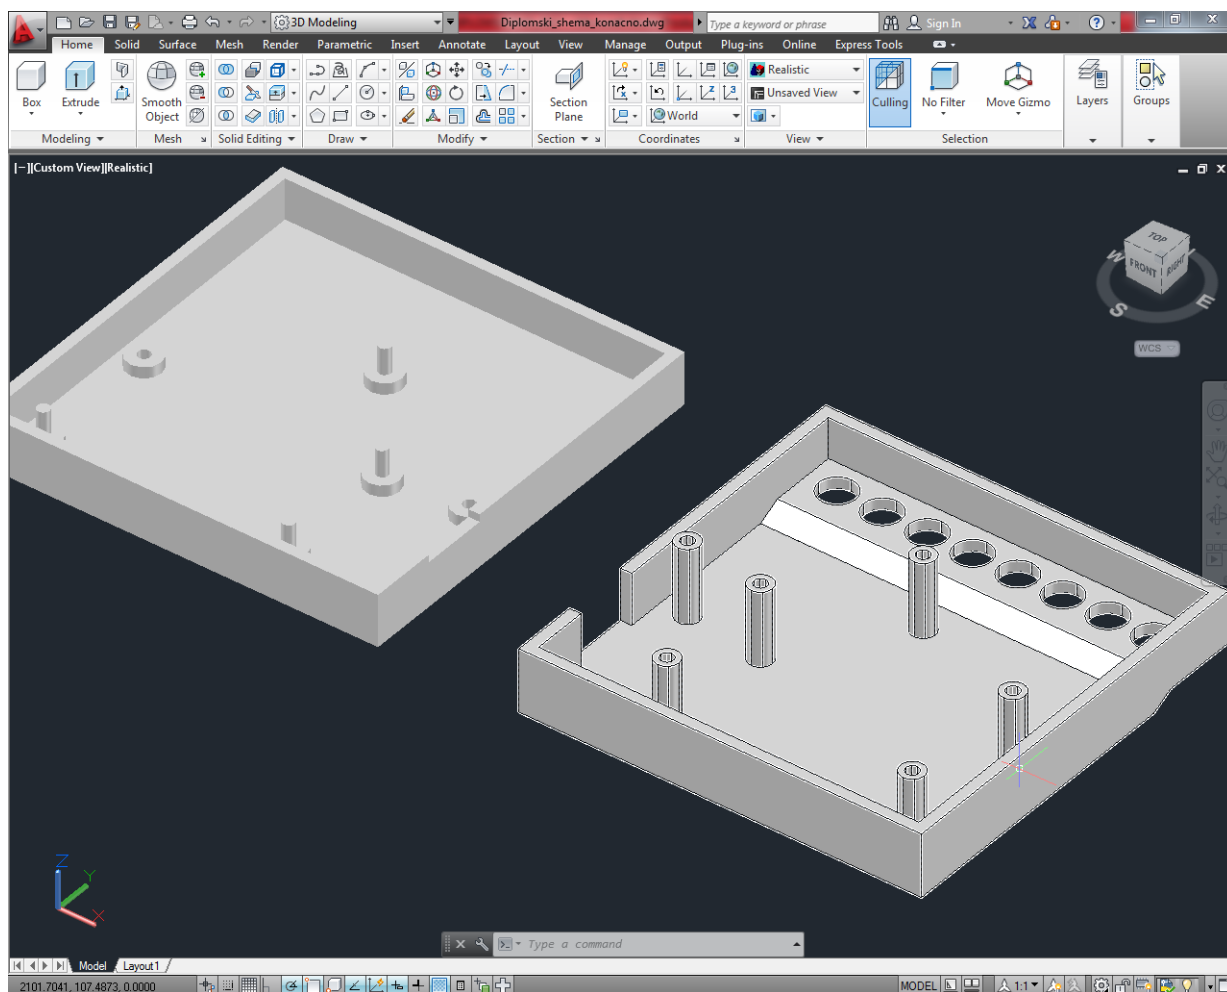 3D Modeling Diplomski_shema_konacno.dwg Type a keyword or phrase Sign In
Home Solid Surface Mesh Render Parametric Insert Annotate Layout View Manage Output Plug-ins Online Express Tools
Box Extrude Smooth Object Section Plane World Realistic Unsaved View Culling No Filter Move Gizmo Layers Groups
Modeling Mesh Solid Editing Draw Modify Section Coordinates View Selection
[−][Custom View][Realistic]
TOP
FRONT RIGHT
W
S
E
WCS
Z
Y
X
Type a command
Model Layout1
2101.7041, 107.4873, 0.0000 MODEL 1:1